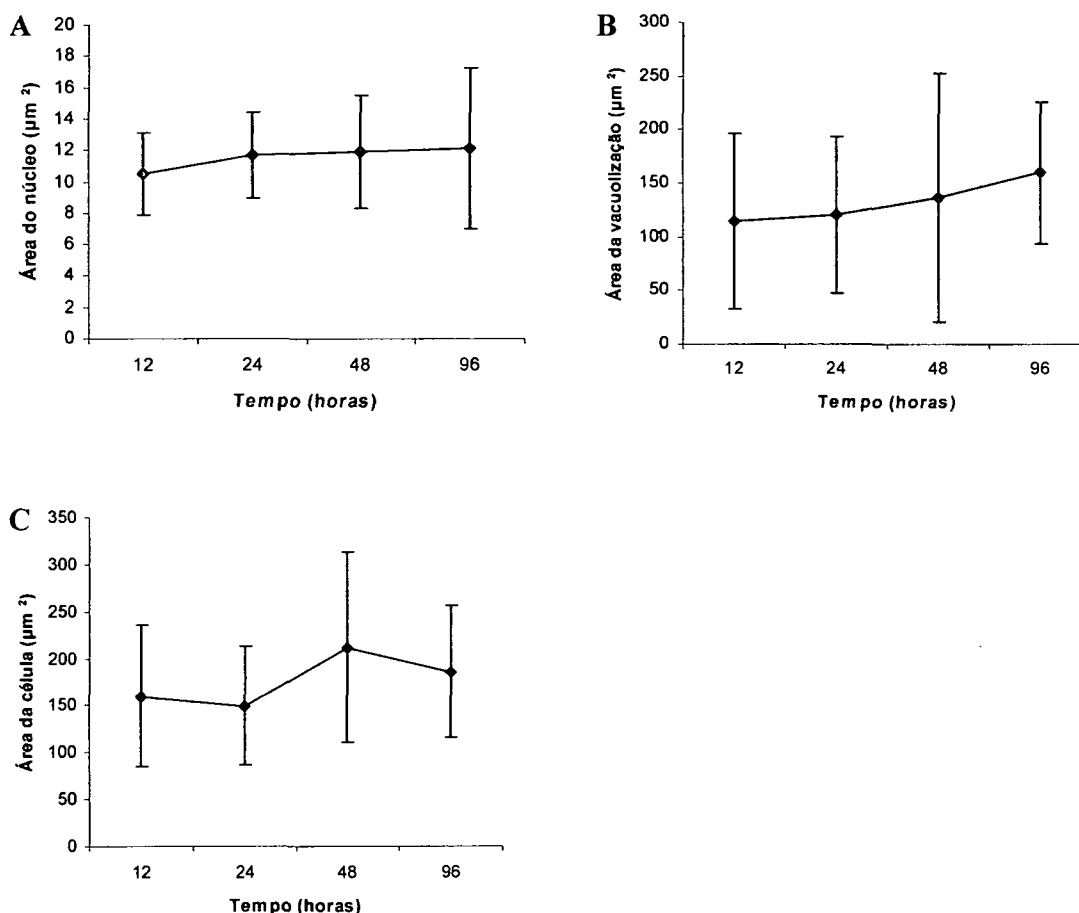 A
Área do núcleo (µm ²)
20
18
16
14
12
10
8
6
4
2
0
12 24 48 96
Tempo (horas)
B
Área da vacuolização (µm ²)
300
250
200
150
100
50
0
12 24 48 96
Tempo (horas)
C
Área da célula (µm ²)
350
300
250
200
150
100
50
0
12 24 48 96
Tempo (horas)